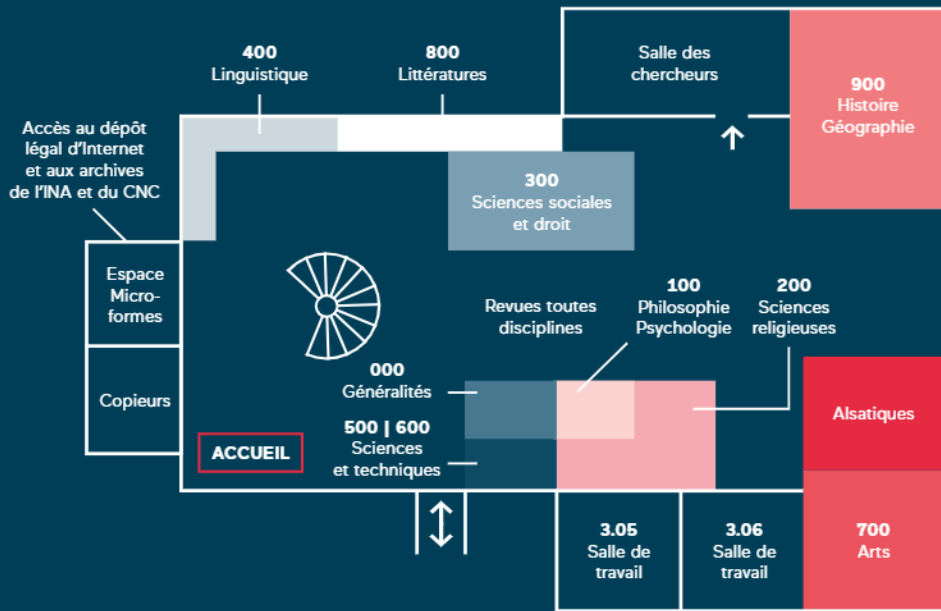 400
Linguistique
800
Littératures
Salle des
chercheurs
900
Histoire
Géographie
Accès au dépôt
légal d'Internet
et aux archives
de l'INA et du CNC
300
Sciences sociales
et droit
Espace
Micro-
formes
Revues toutes
disciplines
100
Philosophie
Psychologie
200
Sciences
religieuses
000
Généralités
Copieurs
Alsatiques
ACCUEIL
500 | 600
Sciences
et techniques
3.05
Salle de
travail
3.06
Salle de
travail
700
Arts